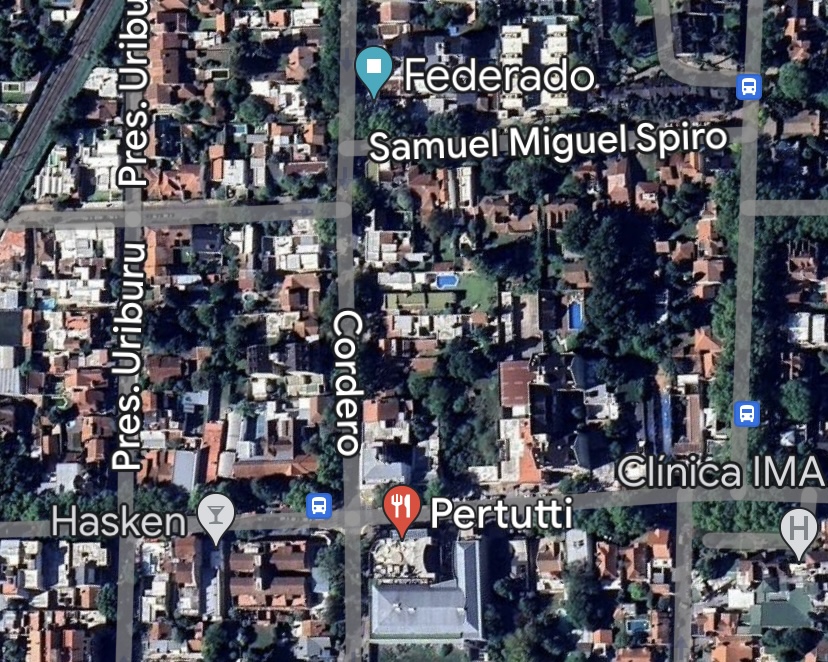 Pres. Uribu
Federado
Samuel Miguel Spiro
Pres. Uriburu
Cordero
Clínica IMA
Hasken
Pertutti
H